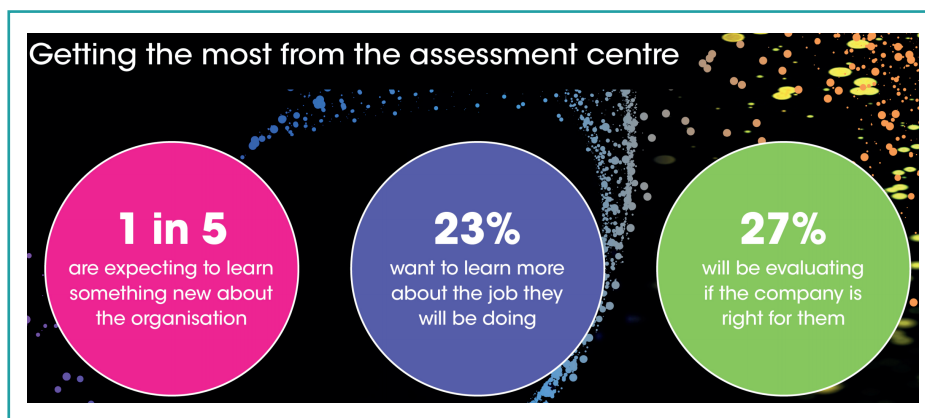 Getting the most from the assessment centre
1 in 5
are expecting to learn
something new about
the organisation
23%
want to learn more
about the job they
will be doing
27%
will be evaluating
if the company is
right for them